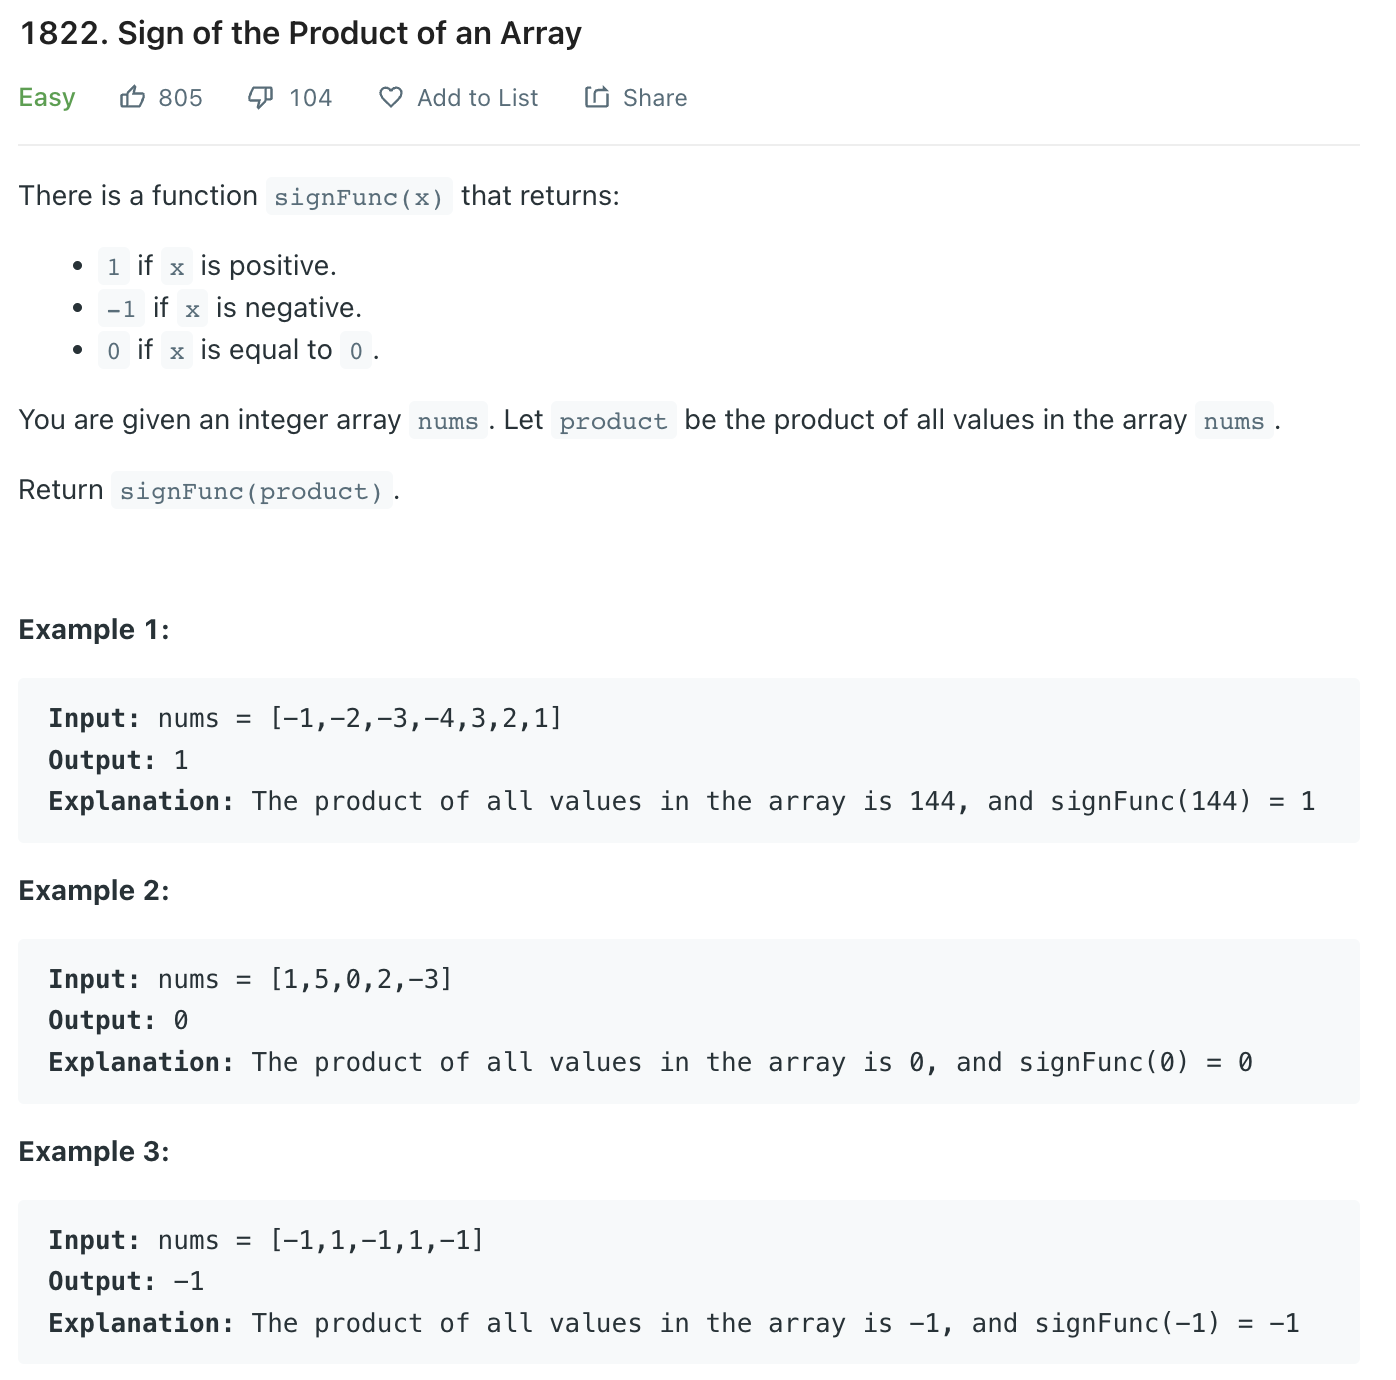 1822. Sign of the Product of an Array
Easy 805 104 Add to List Share
There is a function signFunc(x) that returns:
• 1 if x is positive.
• -1 if x is negative.
• 0 if x is equal to 0.
You are given an integer array nums. Let product be the product of all values in the array nums.
Return signFunc(product).
Example 1:
Input: nums = [-1,-2,-3,-4,3,2,1]
Output: 1
Explanation: The product of all values in the array is 144, and signFunc(144) = 1
Example 2:
Input: nums = [1,5,0,2,-3]
Output: 0
Explanation: The product of all values in the array is 0, and signFunc(0) = 0
Example 3:
Input: nums = [-1,1,-1,1,-1]
Output: -1
Explanation: The product of all values in the array is -1, and signFunc(-1) = -1